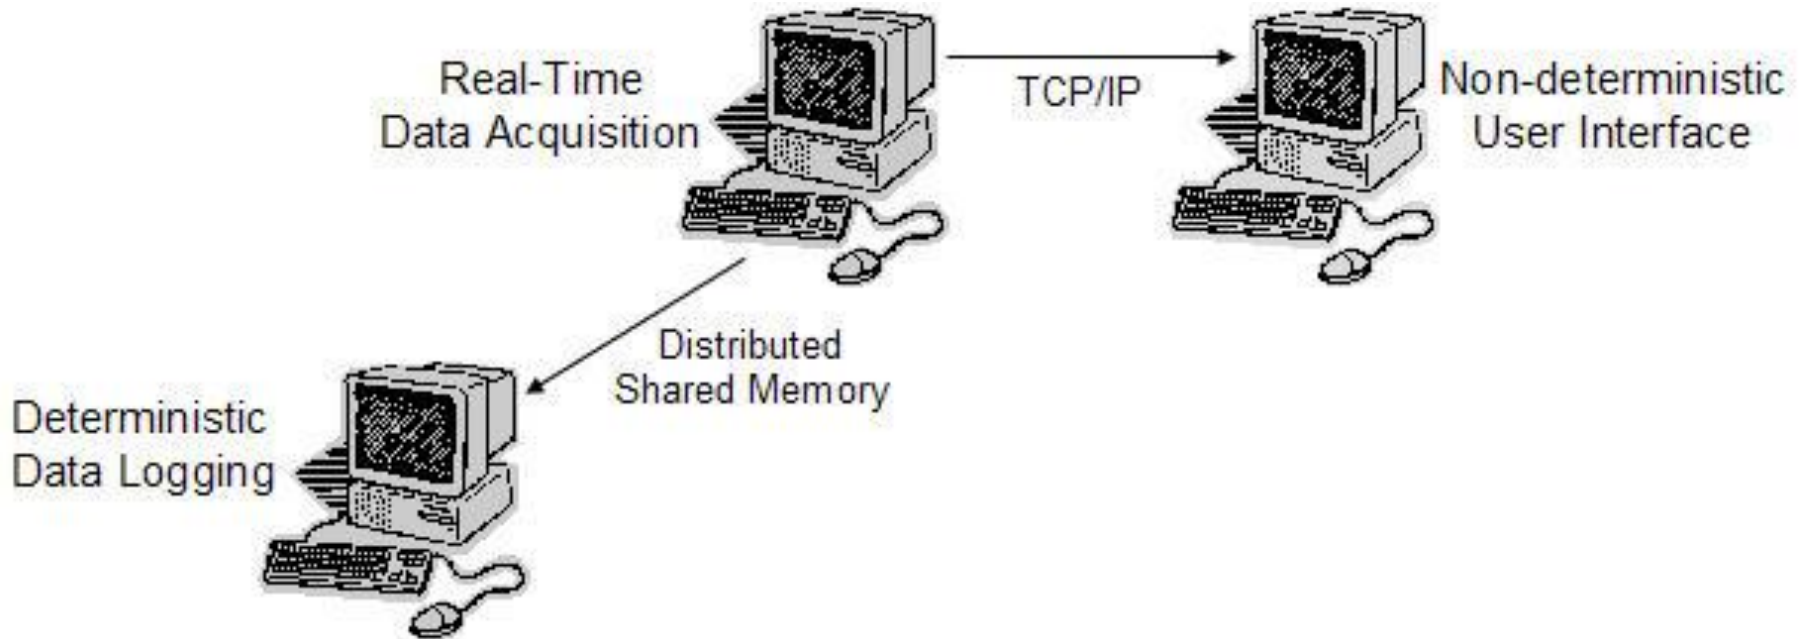 Real-Time
Data Acquisition
TCP/IP
Non-deterministic
User Interface
Distributed
Shared Memory
Deterministic
Data Logging